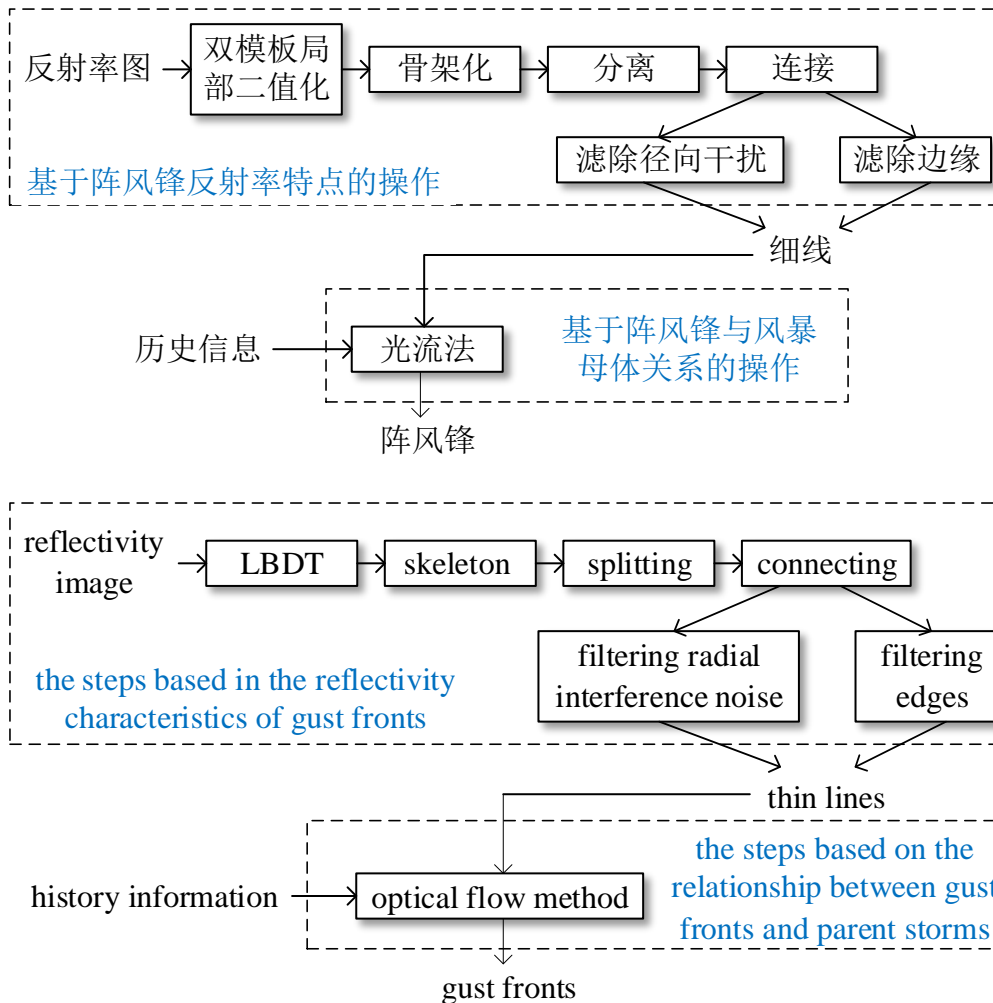 反射率图
双模板局
部二值化
骨架化
分离
连接
滤除径向干扰
滤除边缘
基于阵风锋反射率特点的操作
细线
历史信息
光流法
基于阵风锋与风暴
母体关系的操作
阵风锋
reflectivity
image
LBDT
skeleton
splitting
connecting
filtering radial
interference noise
filtering
edges
the steps based in the reflectivity
characteristics of gust fronts
thin lines
history information
optical flow method
the steps based on the
relationship between gust
fronts and parent storms
gust fronts